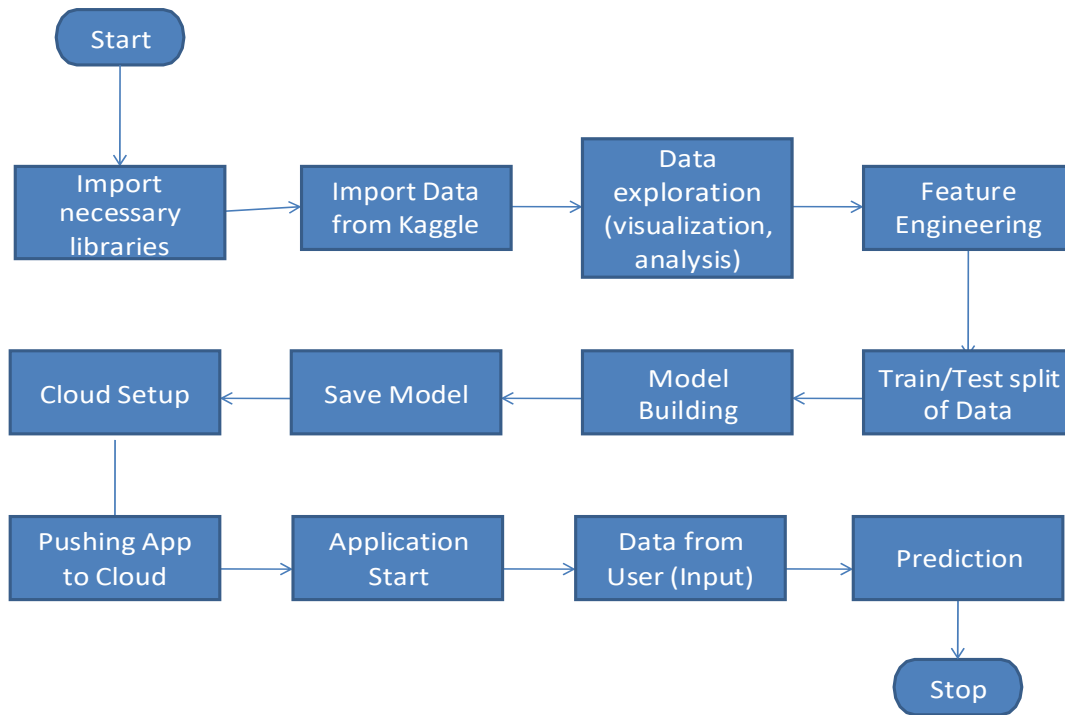 Start
Import
necessary
libraries
Import Data
from Kaggle
Data
exploration
(visualization,
analysis)
Feature
Engineering
Train/Test split
of Data
Model
Building
Save Model
Cloud Setup
Pushing App
to Cloud
Application
Start
Data from
User (Input)
Prediction
Stop